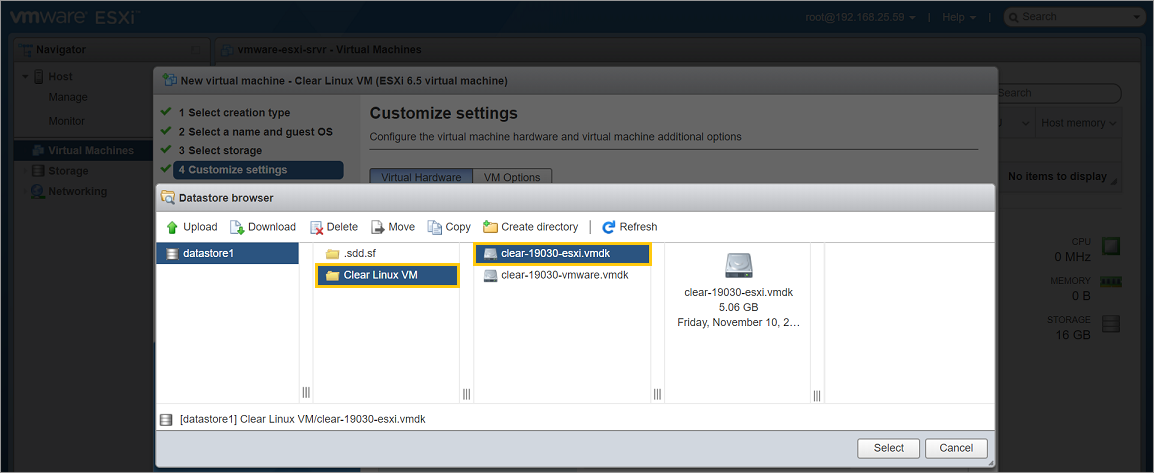 vmware ESXi
root@192.168.25.59 | Help | Search
Navigator
vmware-esxi-srvr - Virtual Machines
Host
Manage
Monitor
Virtual Machines
Storage
Networking
New virtual machine - Clear Linux VM (ESXi 6.5 virtual machine)
1 Select creation type
2 Select a name and guest OS
3 Select storage
4 Customize settings
Customize settings
Configure the virtual machine hardware and virtual machine additional options
Virtual Hardware VM Options
Search
Host memory
No items to display
CPU
0 MHz
MEMORY
0 B
STORAGE
16 GB
Datastore browser
Upload Download Delete Move Copy Create directory | Refresh
datastore1
.sdd.sf
Clear Linux VM
clear-19030-esxi.vmdk
clear-19030-vmware.vmdk
clear-19030-esxi.vmdk
5.06 GB
Friday, November 10, 2...
[datastore1] Clear Linux VM/clear-19030-esxi.vmdk
Select Cancel